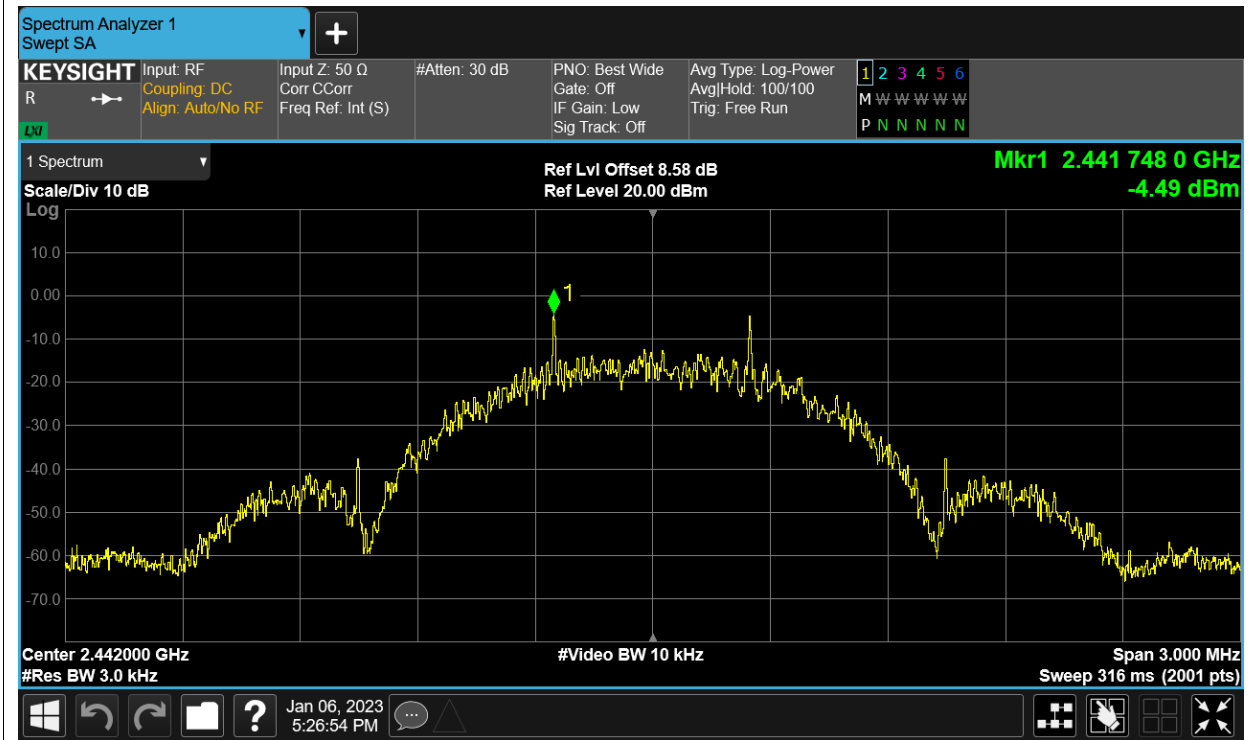 Spectrum Analyzer 1
Swept SA
+
KEYSIGHT
R
LXI
Input: RF
Coupling: DC
Align: Auto/No RF
Input Z: 50 Ω
Corr CCorr
Freq Ref: Int (S)
#Atten: 30 dB
PNO: Best Wide
Gate: Off
IF Gain: Low
Sig Track: Off
Avg Type: Log-Power
Avg|Hold: 100/100
Trig: Free Run
1 2 3 4 5 6
M W W W W W W
P N N N N N N
1 Spectrum
Scale/Div 10 dB
Log
Ref Lvl Offset 8.58 dB
Ref Level 20.00 dBm
Mkr1 2.441 748 0 GHz
-4.49 dBm
10.0
0.00
-10.0
-20.0
-30.0
-40.0
-50.0
-60.0
-70.0
1
Center 2.442000 GHz
#Res BW 3.0 kHz
#Video BW 10 kHz
Span 3.000 MHz
Sweep 316 ms (2001 pts)
?
Jan 06, 2023
5:26:54 PM